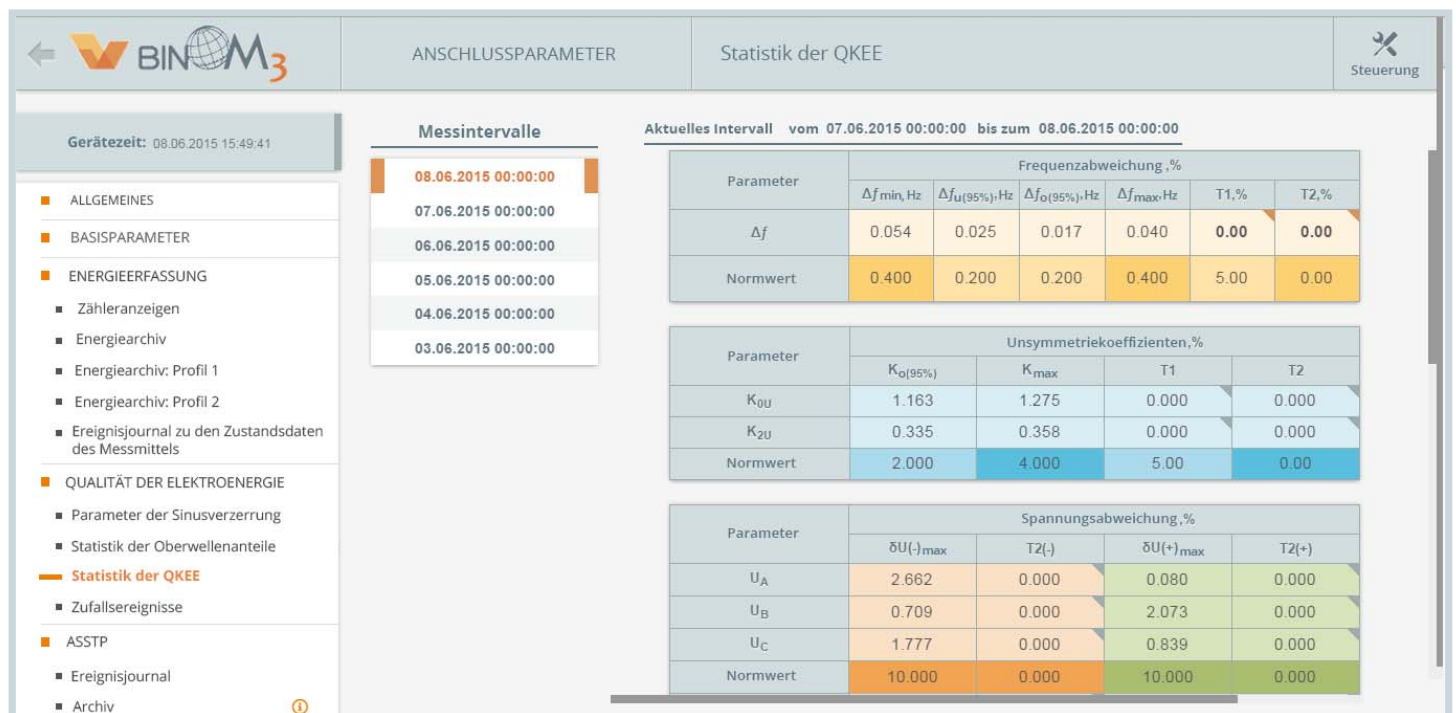 BINOM3
ANSCHLUSSPARAMETER
Statistik der QKEE
Steuerung
Gerätezeit: 08.06.2015 15:49:41
ALLGEMEINES
BASISPARAMETER
ENERGIEERFASSUNG
Zähleranzeigen
Energiearchiv
Energiearchiv: Profil 1
Energiearchiv: Profil 2
Ereignisjournal zu den Zustandsdaten
des Messmittels
QUALITÄT DER ELEKTROENERGIE
Parameter der Sinusverzerrung
Statistik der Oberwellenanteile
Statistik der QKEE
Zufallsereignisse
ASSTP
Ereignisjournal
Archiv
Messintervalle
08.06.2015 00:00:00
07.06.2015 00:00:00
06.06.2015 00:00:00
05.06.2015 00:00:00
04.06.2015 00:00:00
03.06.2015 00:00:00
Aktuelles Intervall vom 07.06.2015 00:00:00 bis zum 08.06.2015 00:00:00
Parameter Frequenzabweichung ,%
Δfmin, Hz Δfu(95%), Hz Δfo(95%), Hz Δfmax, Hz T1,% T2,%
Δf 0.054 0.025 0.017 0.040 0.00 0.00
Normwert 0.400 0.200 0.200 0.400 5.00 0.00
Parameter Unsymmetriekoeffizienten,%
Ko(95%) Kmax T1 T2
K0U 1.163 1.275 0.000 0.000
K2U 0.335 0.358 0.000 0.000
Normwert 2.000 4.000 5.00 0.00
Parameter Spannungsabweichung,%
δU(-)max T2(-) δU(+)max T2(+)
UA 2.662 0.000 0.080 0.000
UB 0.709 0.000 2.073 0.000
UC 1.777 0.000 0.839 0.000
Normwert 10.000 0.000 10.000 0.000